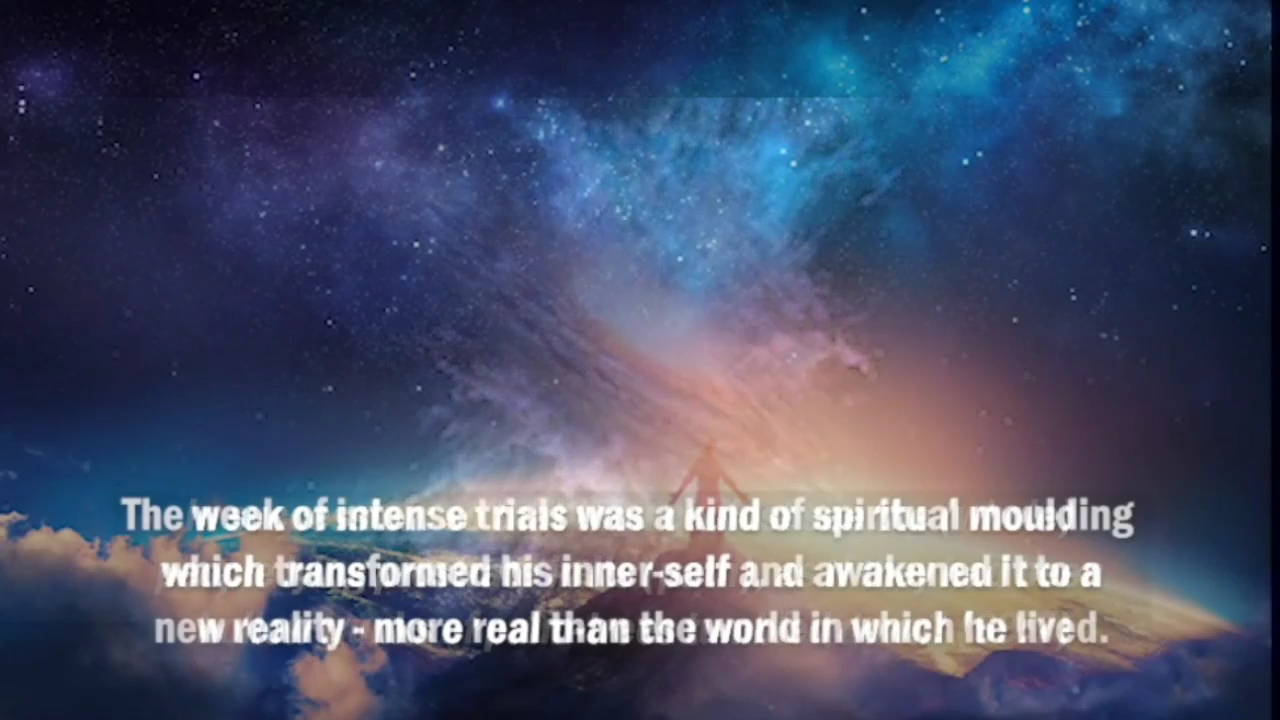 The week of intense trials was a kind of spiritual moulding
which transformed his inner-self and awakened it to a
new reality - more real than the world in which he lived.